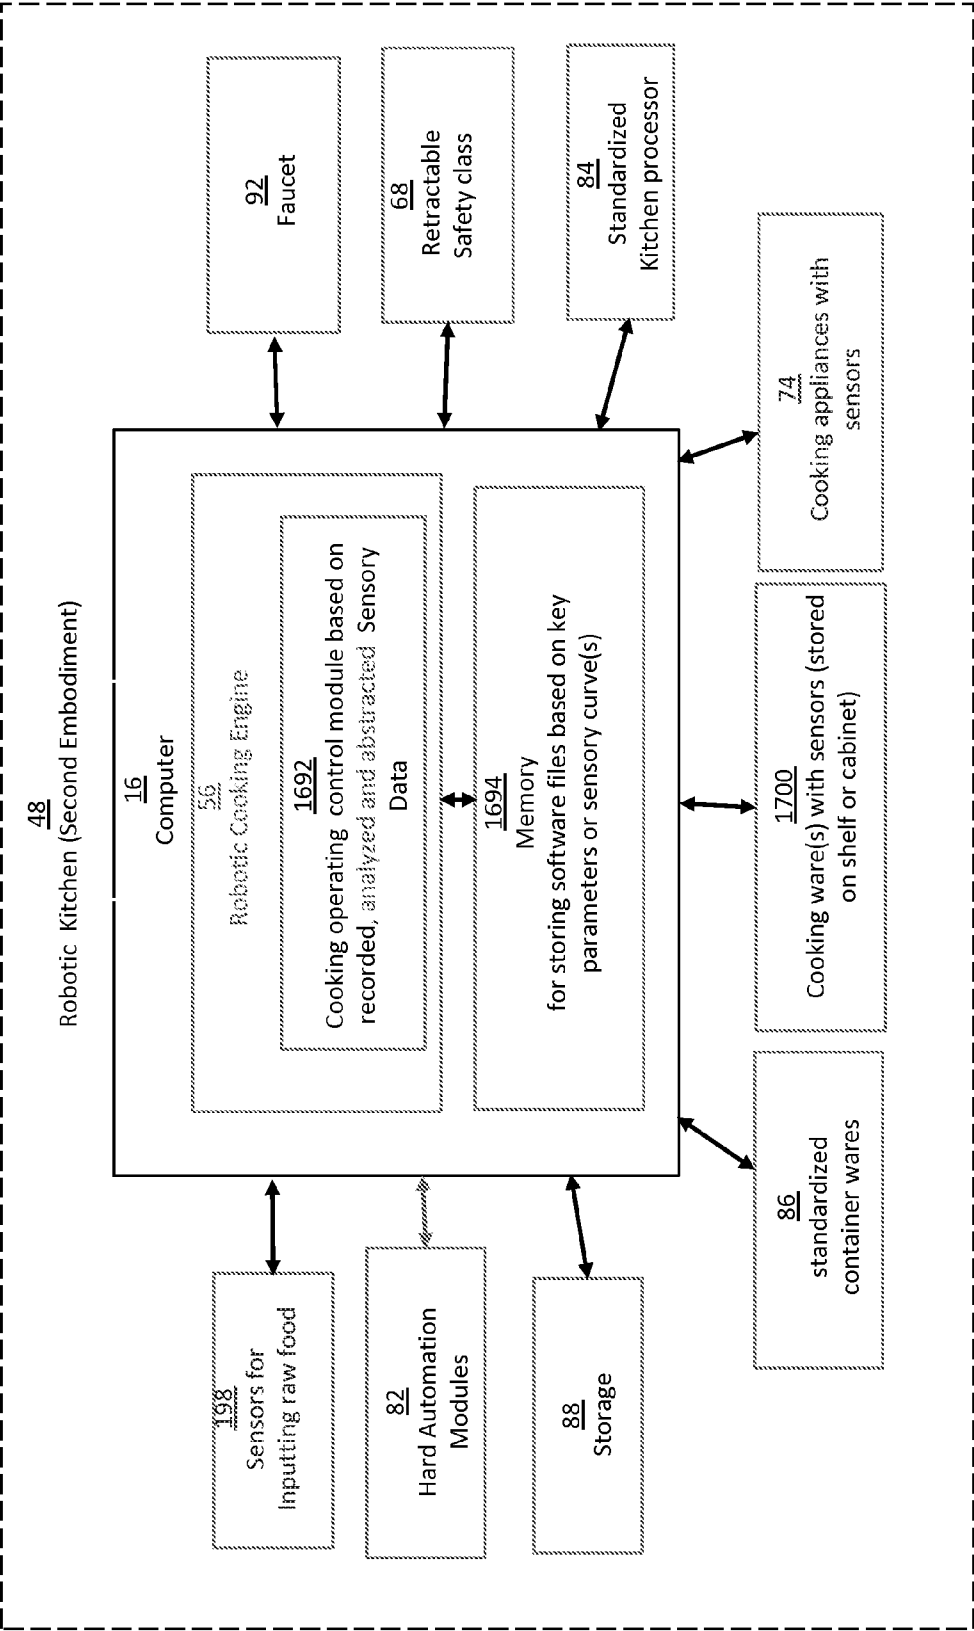 48
Robotic Kitchen (Second Embodiment)
16
Computer
56
Robotic Cooking Engine
1692
Cooking operating control module based on
recorded, analyzed and abstracted Sensory
Data
1694
Memory
for storing software files based on key
parameters or sensory curve(s)
198
Sensors for
Inputting raw food
82
Hard Automation
Modules
88
Storage
92
Faucet
68
Retractable
Safety class
84
Standardized
Kitchen processor
86
standardized
container wares
1700
Cooking ware(s) with sensors (stored
on shelf or cabinet)
74
Cooking appliances with
sensors